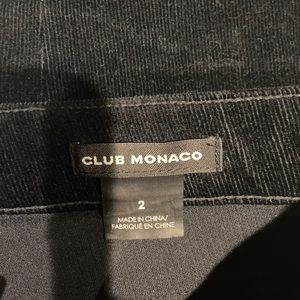 CLUB MONACO
2
MADE IN CHINA/
FABRIQUÉ EN CHINE